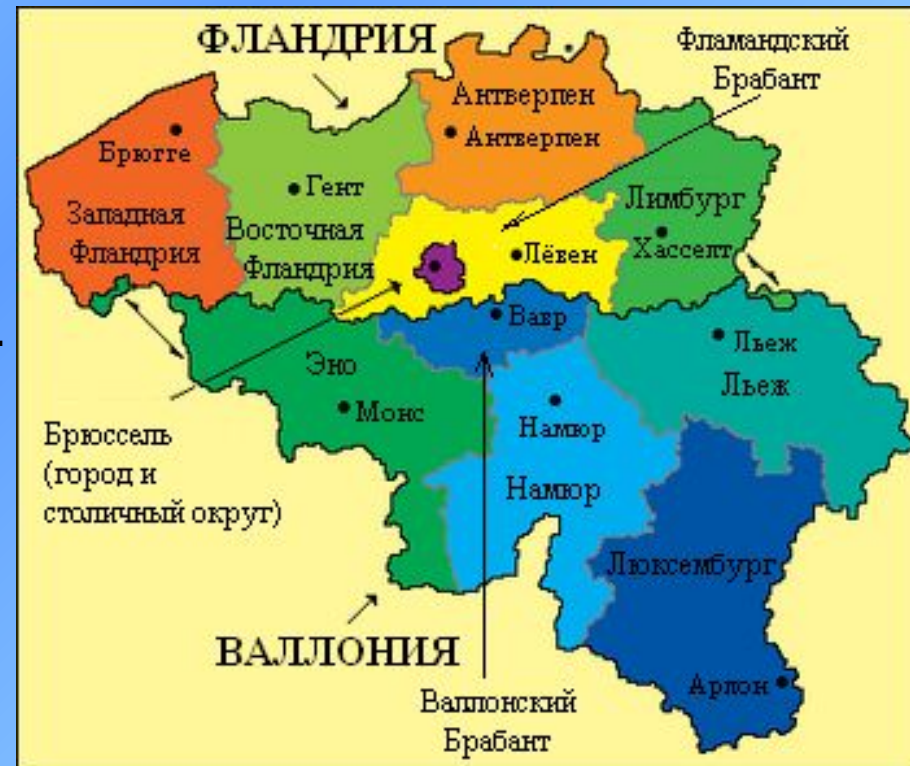 ФЛАНДРИЯ
Фламандский
Брабант
Антверпен
Антверпен
Брюгге
Гент
Лимбург
Западная
Фландрия
Восточная
Фландрия
Хасселт
Лёвен
Вавр
Льеж
Льеж
Эно
Монс
Намюр
Намюр
Брюссель
(город и
столичный округ)
Люксембург
ВАЛЛОНИЯ
Арлон
Валлонский
Брабант